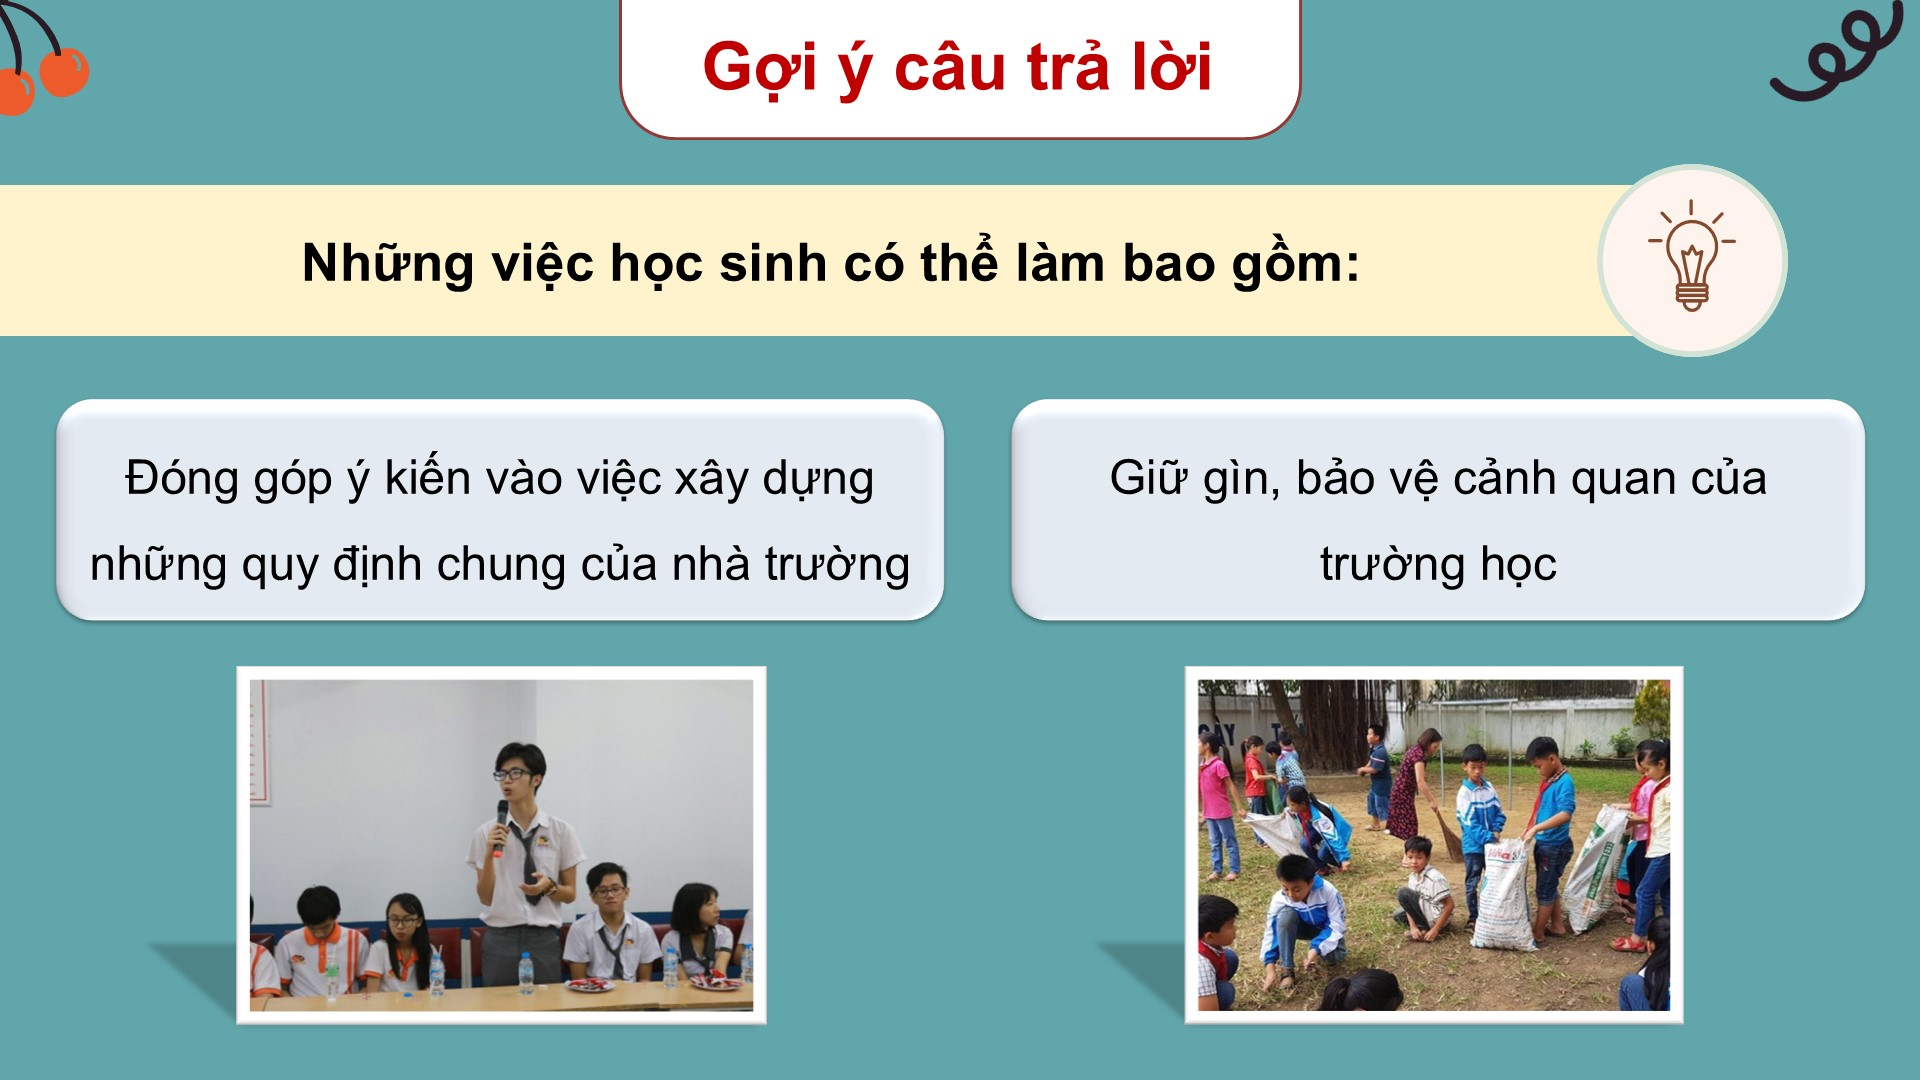 Gợi ý câu trả lời
Những việc học sinh có thể làm bao gồm:
Đóng góp ý kiến vào việc xây dựng
những quy định chung của nhà trường
Giữ gìn, bảo vệ cảnh quan của
trường học